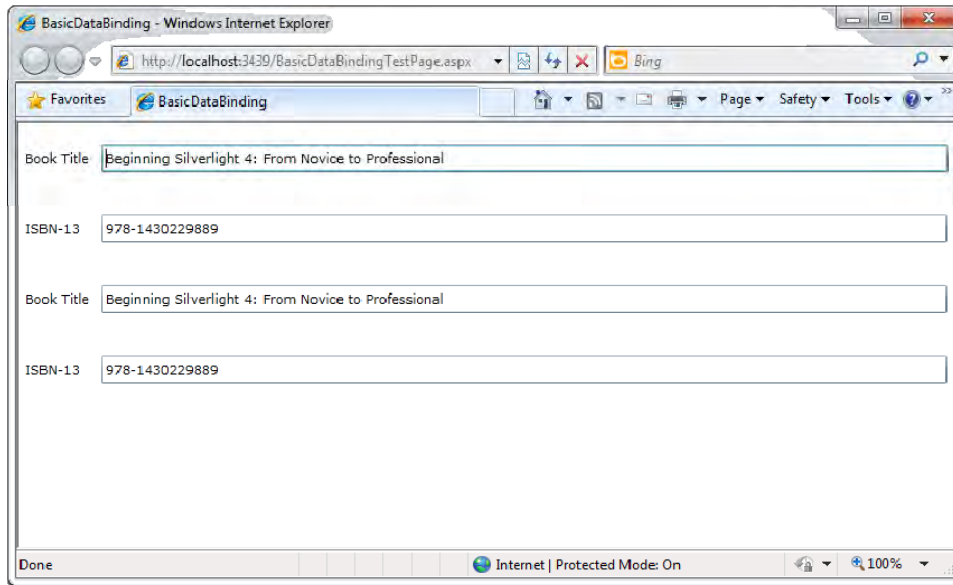 BasicDataBinding - Windows Internet Explorer
http://localhost:3439/BasicDataBindingTestPage.aspx Bing
Favorites BasicDataBinding Page Safety Tools
Book Title Beginning Silverlight 4: From Novice to Professional
ISBN-13 978-1430229889
Book Title Beginning Silverlight 4: From Novice to Professional
ISBN-13 978-1430229889
Done Internet | Protected Mode: On 100%